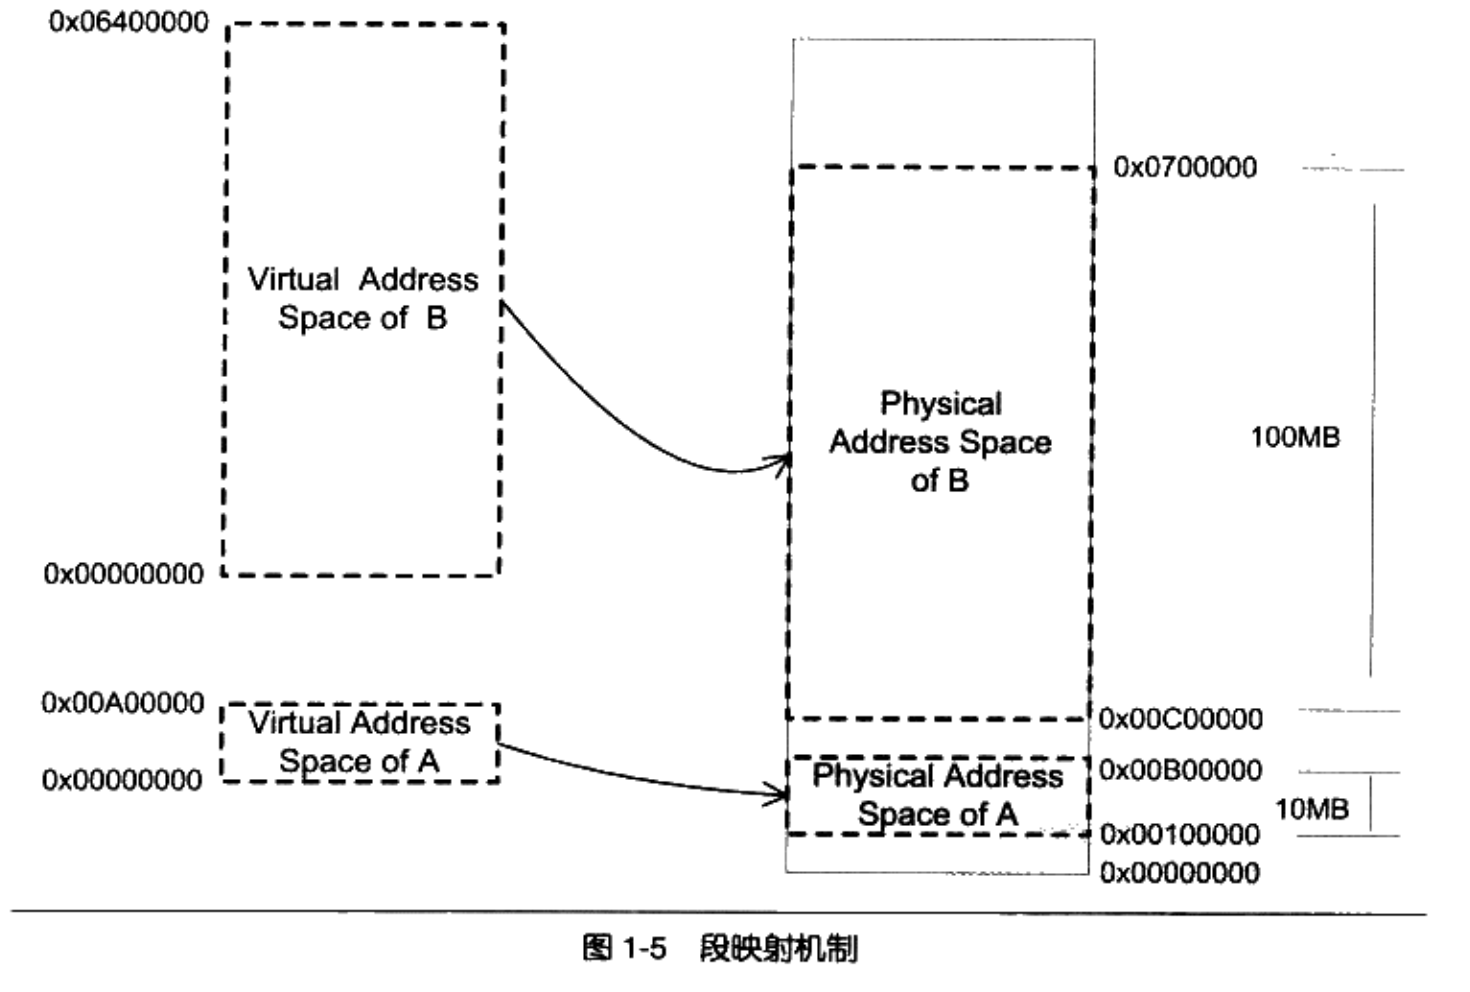 0x06400000
0x0700000
Virtual Address
Space of B
Physical
Address Space
of B
100MB
0x00000000
0x00A00000
0x00C00000
Virtual Address
Space of A
0x00000000
Physical Address
Space of A
0x00B00000
10MB
0x00100000
0x00000000
图 1-5 段映射机制